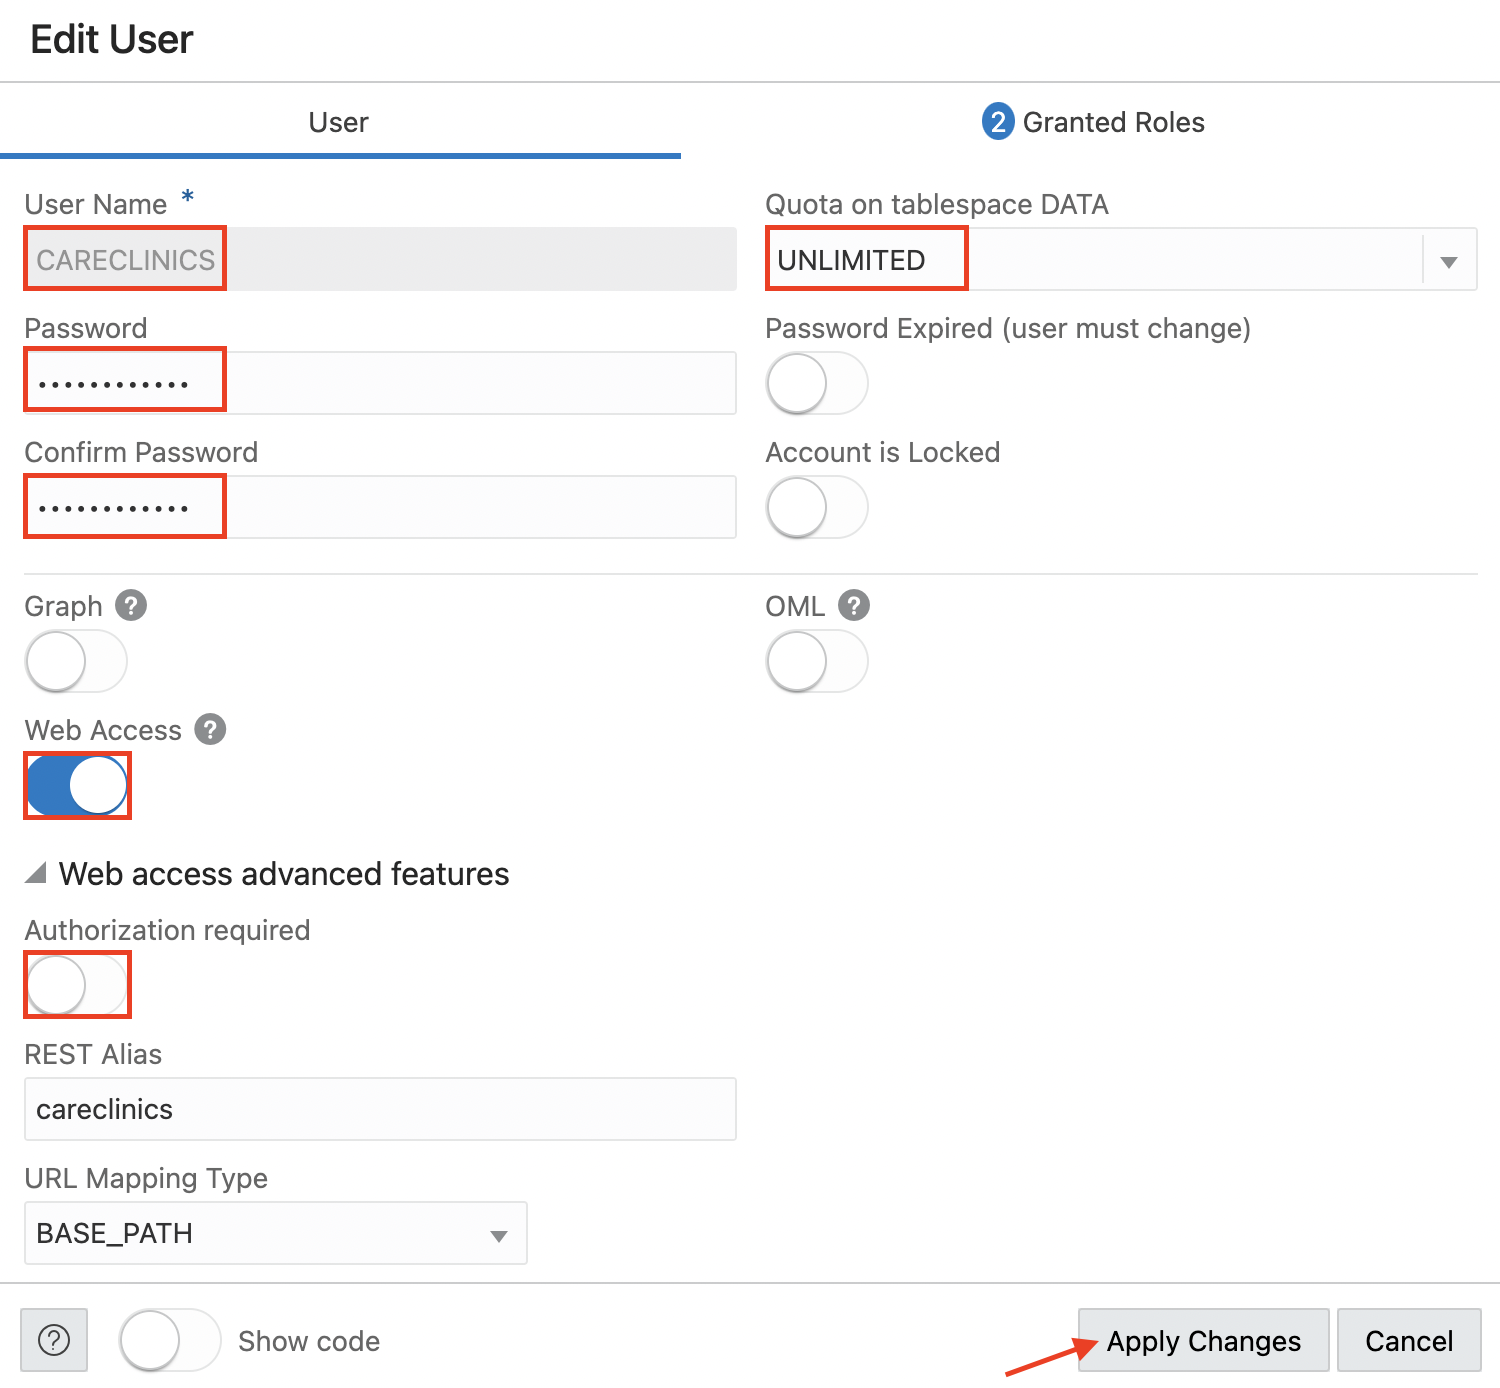 Edit User
User
2 Granted Roles
User Name *
CARECLINICS
Quota on tablespace DATA
UNLIMITED
Password
••••••••••••
Password Expired (user must change)
Confirm Password
••••••••••••
Account is Locked
Graph ?
OML ?
Web Access ?
Web access advanced features
Authorization required
REST Alias
careclinics
URL Mapping Type
BASE_PATH
? Show code
Apply Changes
Cancel